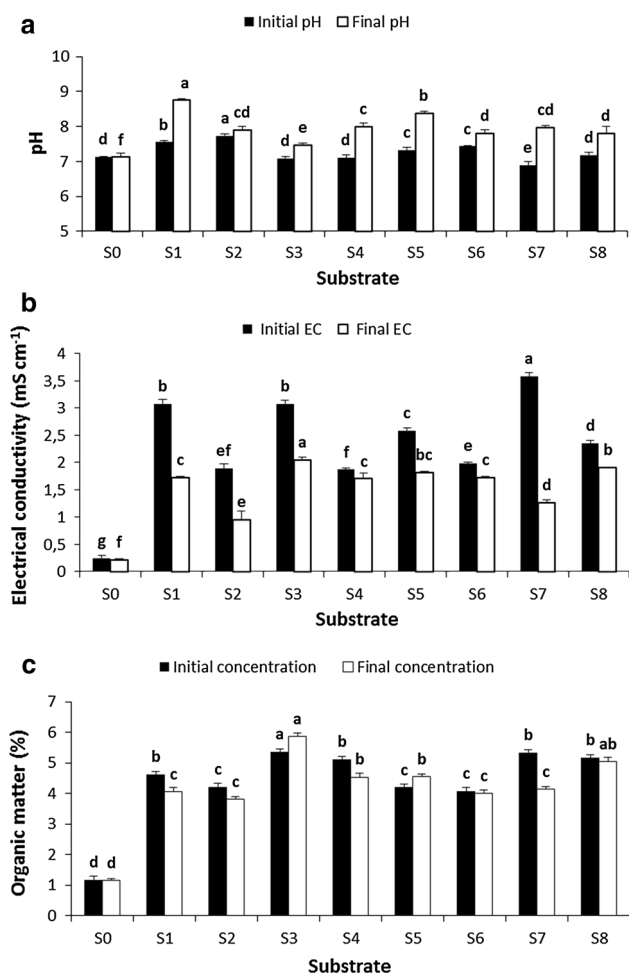 a
Initial pH Final pH
10
9
8
7
6
5
pH
d f b a a cd d e d c c b c d e cd d d
S0 S1 S2 S3 S4 S5 S6 S7 S8
Substrate
b
Initial EC Final EC
4
3,5
3
2,5
2
1,5
1
0,5
0
Electrical conductivity (mS cm-1)
g f b c ef e b a f c c bc e c a d d b
S0 S1 S2 S3 S4 S5 S6 S7 S8
Substrate
c
Initial concentration Final concentration
7
6
5
4
3
2
1
0
Organic matter (%)
d d b c c c a a b b c b c c b c b ab
S0 S1 S2 S3 S4 S5 S6 S7 S8
Substrate